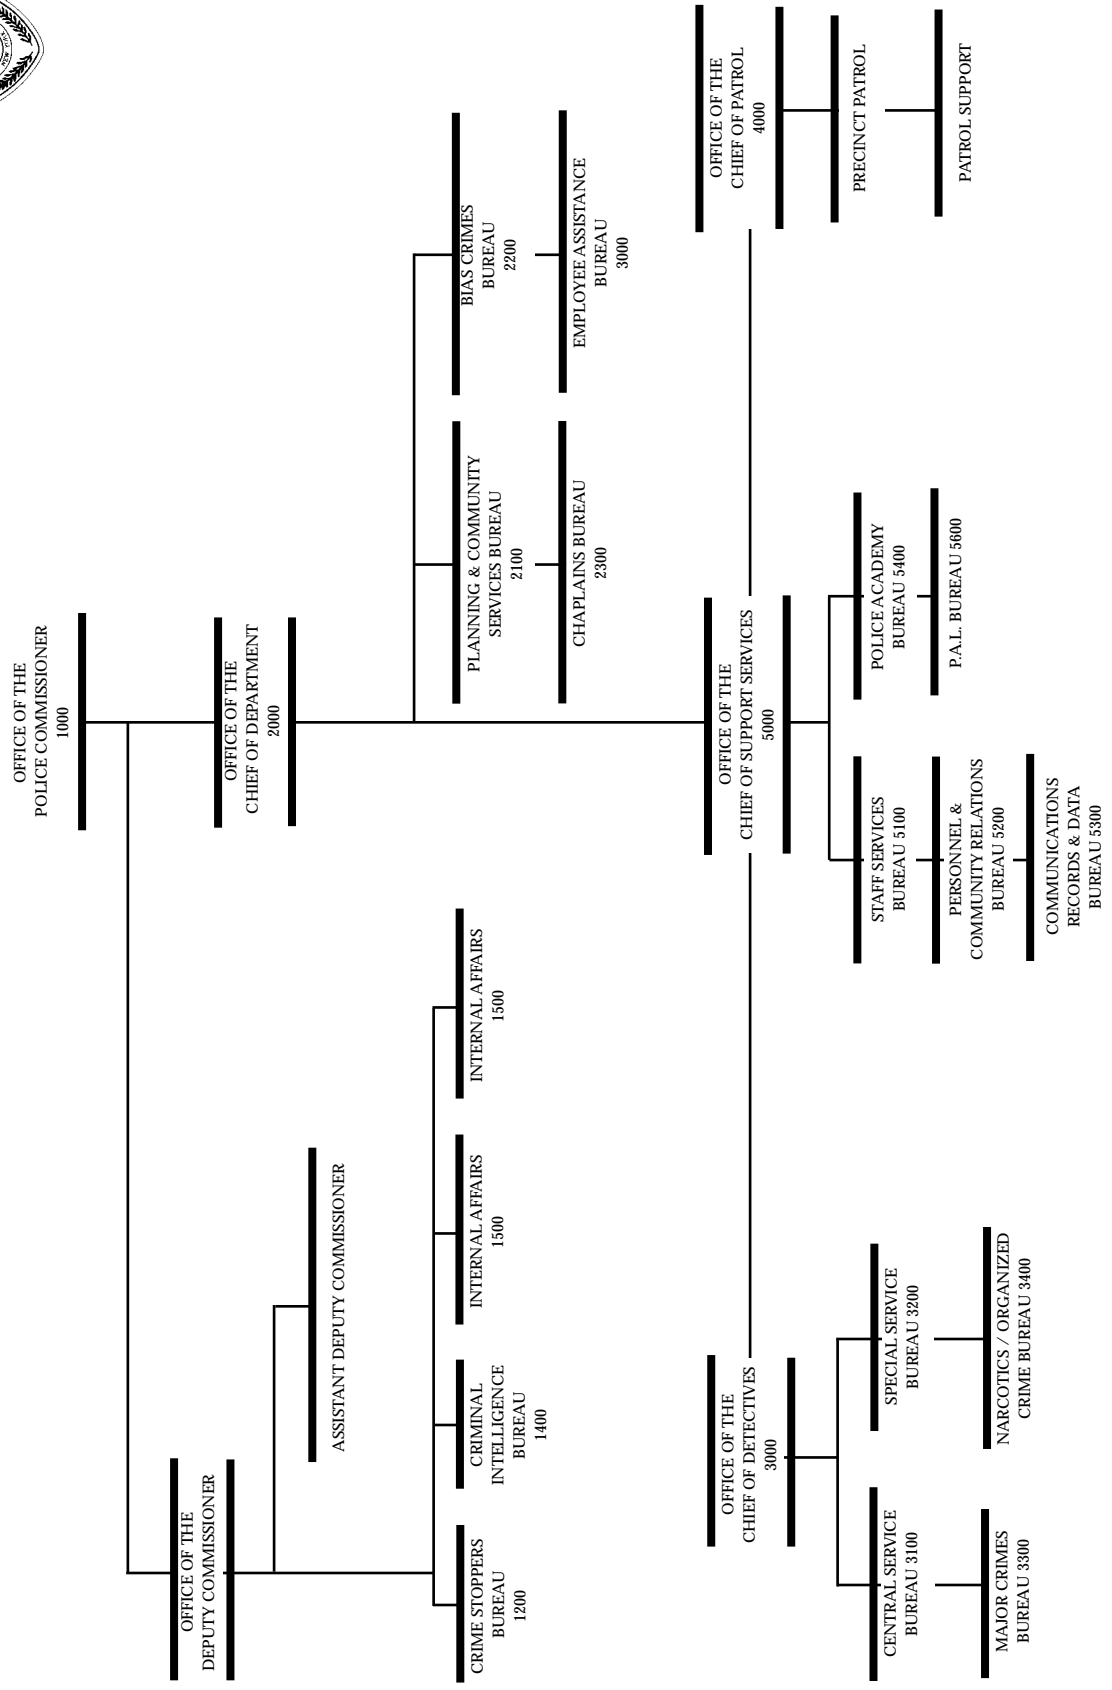 OFFICE OF THE
POLICE COMMISSIONER
1000
OFFICE OF THE
DEPUTY COMMISSIONER
OFFICE OF THE
CHIEF OF DEPARTMENT
2000
ASSISTANT DEPUTY COMMISSIONER
CRIME STOPPERS
BUREAU
1200
CRIMINAL
INTELLIGENCE
BUREAU
1400
INTERNAL AFFAIRS
1500
INTERNAL AFFAIRS
1500
PLANNING & COMMUNITY
SERVICES BUREAU
2100
BIAS CRIMES
BUREAU
2200
CHAPLAINS BUREAU
2300
EMPLOYEE ASSISTANCE
BUREAU
3000
OFFICE OF THE
CHIEF OF DETECTIVES
3000
OFFICE OF THE
CHIEF OF SUPPORT SERVICES
5000
OFFICE OF THE
CHIEF OF PATROL
4000
CENTRAL SERVICE
BUREAU 3100
SPECIAL SERVICE
BUREAU 3200
MAJOR CRIMES
BUREAU 3300
NARCOTICS / ORGANIZED
CRIME BUREAU 3400
STAFF SERVICES
BUREAU 5100
POLICE ACADEMY
BUREAU 5400
PERSONNEL &
COMMUNITY RELATIONS
BUREAU 5200
P.A.L. BUREAU 5600
COMMUNICATIONS
RECORDS & DATA
BUREAU 5300
PRECINCT PATROL
PATROL SUPPORT